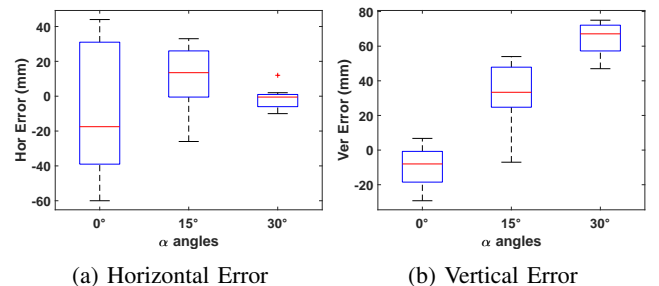 40
20
0
-20
-40
-60
Hor Error (mm)
0° 15° 30°
α angles
(a) Horizontal Error
80
60
40
20
0
-20
Ver Error (mm)
0° 15° 30°
α angles
(b) Vertical Error